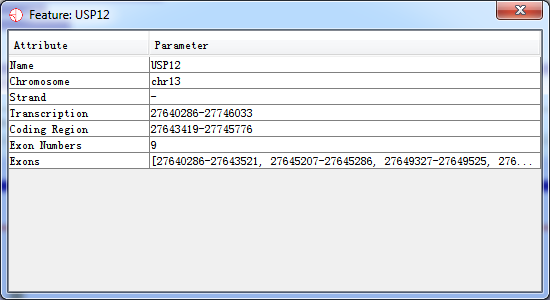 Feature: USP12
Attribute Parameter
Name USP12
Chromosome chr13
Strand -
Transcription 27640286-27746033
Coding Region 27643419-27745776
Exon Numbers 9
Exons [27640286-27643521, 27645207-27645286, 27649327-27649525, 276...